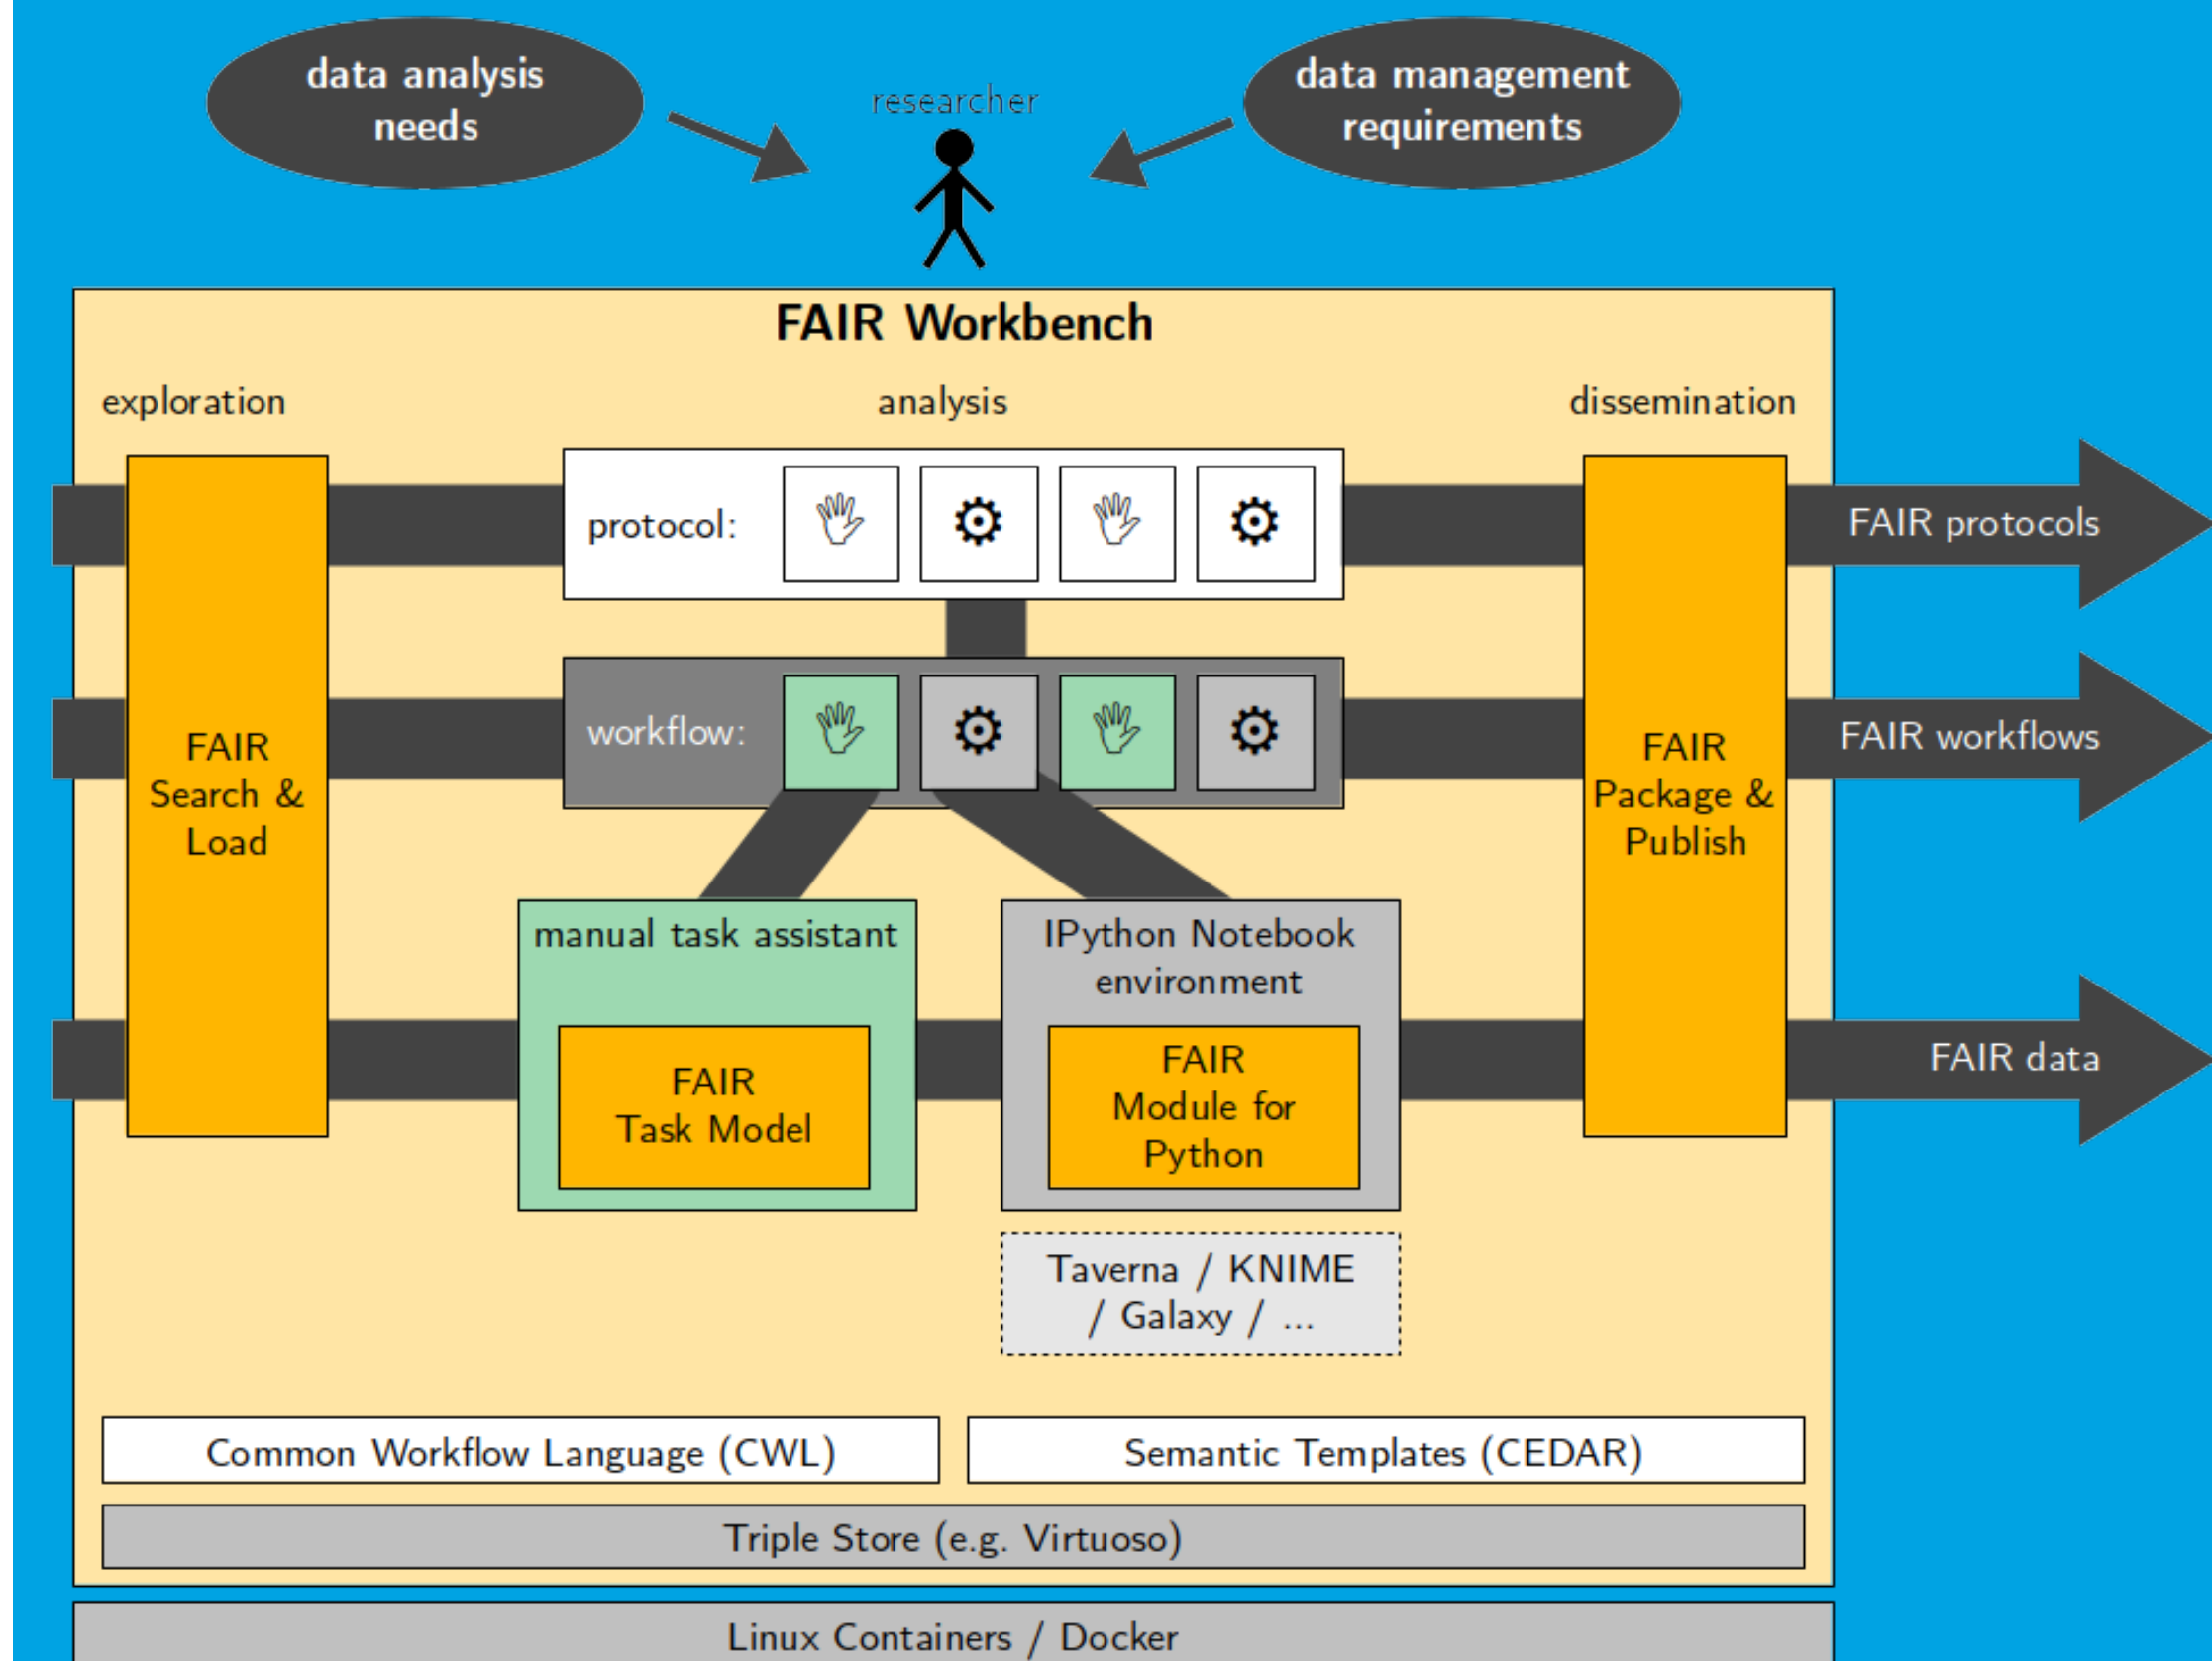 data analysis
needs
researcher
data management
requirements
FAIR Workbench
exploration
analysis
dissemination
protocol:
FAIR protocols
workflow:
FAIR workflows
FAIR
Search &
Load
FAIR
Package &
Publish
manual task assistant
IPython Notebook
environment
FAIR
Task Model
FAIR
Module for
Python
FAIR data
Taverna / KNIME
/ Galaxy / ...
Common Workflow Language (CWL)
Semantic Templates (CEDAR)
Triple Store (e.g. Virtuoso)
Linux Containers / Docker